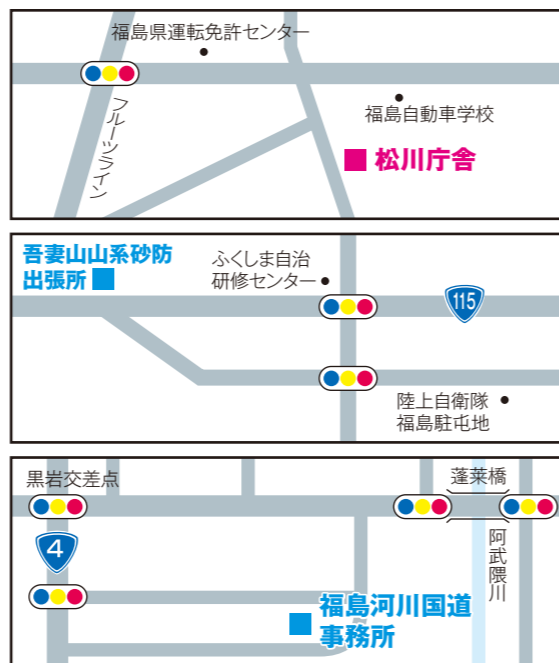 福島県運転免許センター
フルーツライン
福島自動車学校
松川庁舎
吾妻山山系砂防
出張所
ふくしま自治
研修センター
115
陸上自衛隊
福島駐屯地
黒岩交差点
蓬莱橋
4
阿武隈川
福島河川国道
事務所